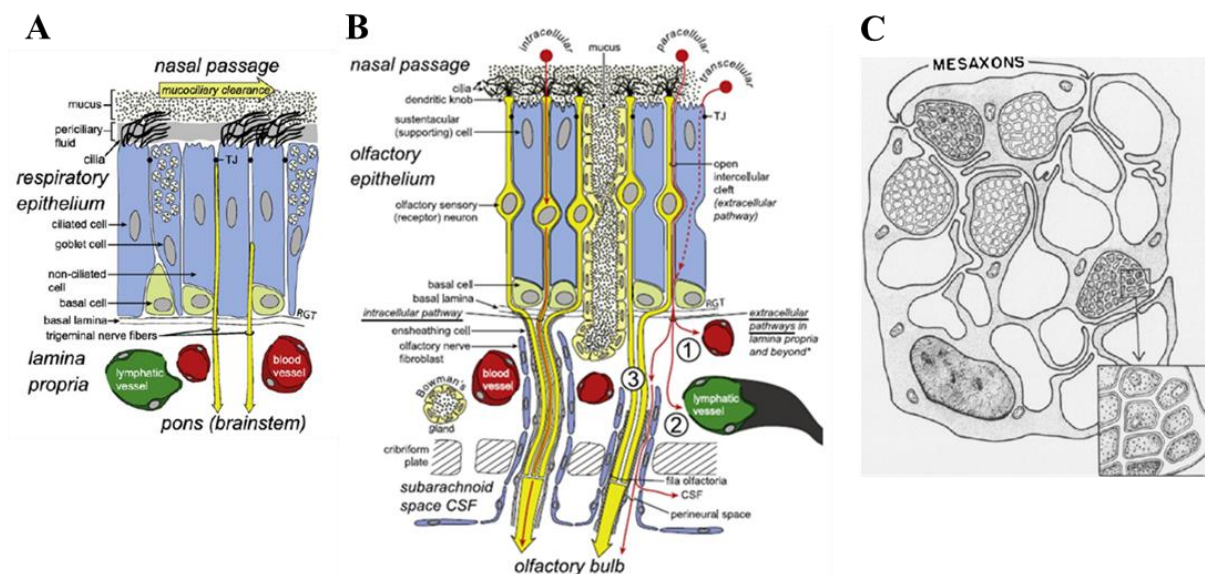 A
nasal passage
mucociliary clearance
mucus
periciliary
fluid
cilia
TJ
respiratory
epithelium
ciliated cell
goblet cell
non-ciliated
cell
basal cell
basal lamina
RGT
trigeminal nerve fibers
lamina
propria
lymphatic
vessel
blood
vessel
pons (brainstem)
B
intracellular
mucus
paracellular
transcellular
nasal passage
cilia
dendritic knob
sustentacular
(supporting) cell
TJ
olfactory
epithelium
open
intercellular
cleft
(extracellular
pathway)
olfactory sensory
(receptor) neuron
basal cell
basal lamina
RGT
intracellular pathway
extracellular
pathways in
lamina propria
and beyond*
ensheathing cell
olfactory nerve
fibroblast
1
blood
vessel
3
lymphatic
vessel
Bowman's
gland
2
cribriform
plate
fila olfactoria
subarachnoid
space CSF
CSF
perineural space
olfactory bulb
C
MESAXONS